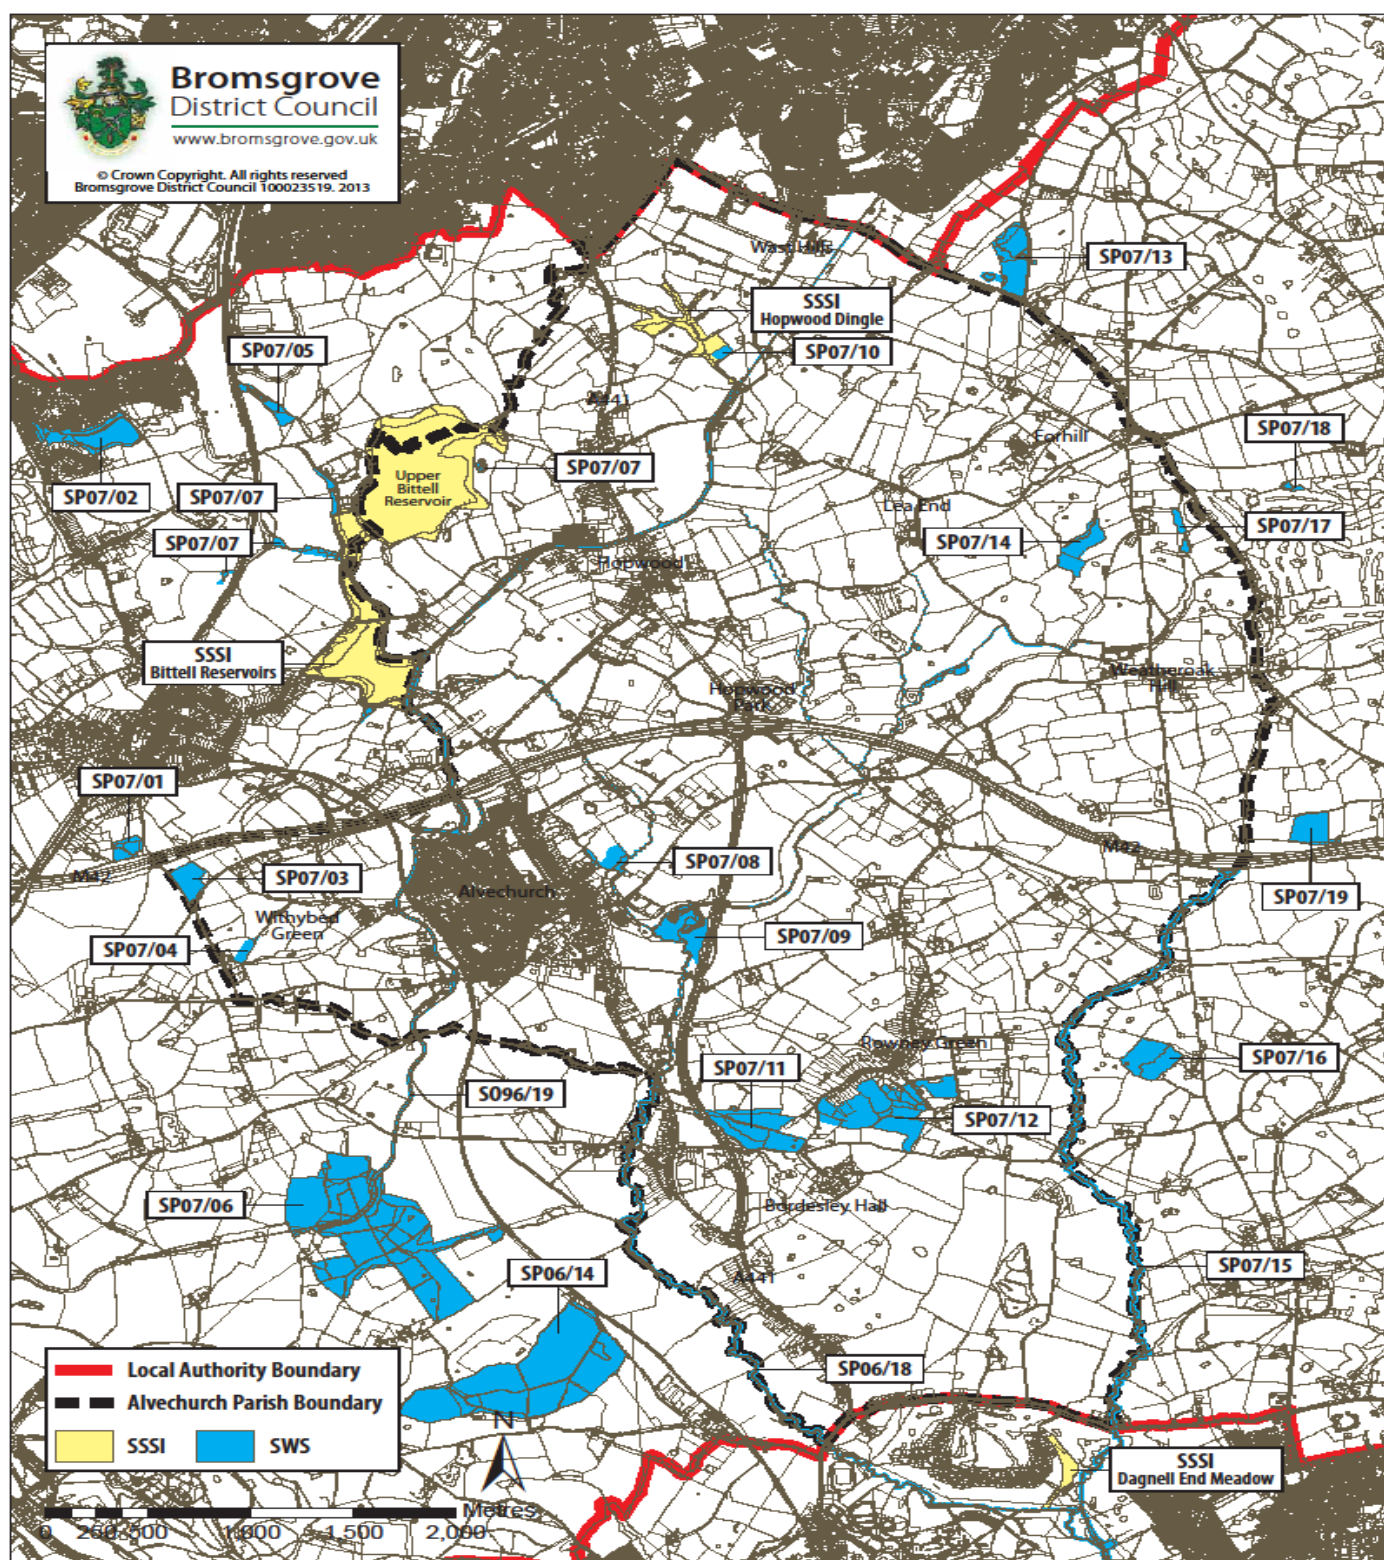 Bromsgrove
District Council
www.bromsgrove.gov.uk
© Crown Copyright. All rights reserved
Bromsgrove District Council 100023519. 2013
Wast Hills
SP07/13
SSSI
Hopwood Dingle
SP07/10
SP07/05
A441
Forhill
SP07/18
SP07/02
SP07/07
Upper
Bittell
Reservoir
SP07/07
Lea End
SP07/17
SP07/07
SP07/14
Hopwood
SSSI
Bittell Reservoirs
Weatheroak
Hill
Hopwood
Park
SP07/01
M42
M42
SP07/03
SP07/08
Alvechurch
SP07/19
Withybed
Green
SP07/04
SP07/09
Rowney Green
SP07/16
SP07/11
SO96/19
SP07/12
SP07/06
Bordesley Hall
SP06/14
A441
SP07/15
SP06/18
Local Authority Boundary
Alvechurch Parish Boundary
SSSI
SWS
N
SSSI
Dagnell End Meadow
Metres
0 250 500 1,000 1,500 2,000